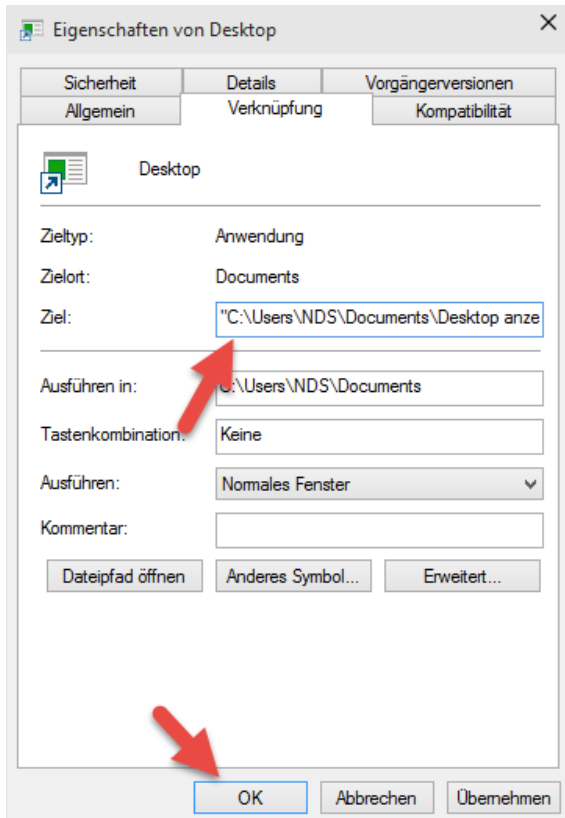 Eigenschaften von Desktop
Sicherheit Details Vorgängerversionen
Allgemein Verknüpfung Kompatibilität
Desktop
Zieltyp: Anwendung
Zielort: Documents
Ziel: "C:\Users\NDS\Documents\Desktop anze
Ausführen in: C:\Users\NDS\Documents
Tastenkombination: Keine
Ausführen: Normales Fenster
Kommentar:
Dateipfad öffnen Anderes Symbol... Erweitert...
OK Abbrechen Übernehmen